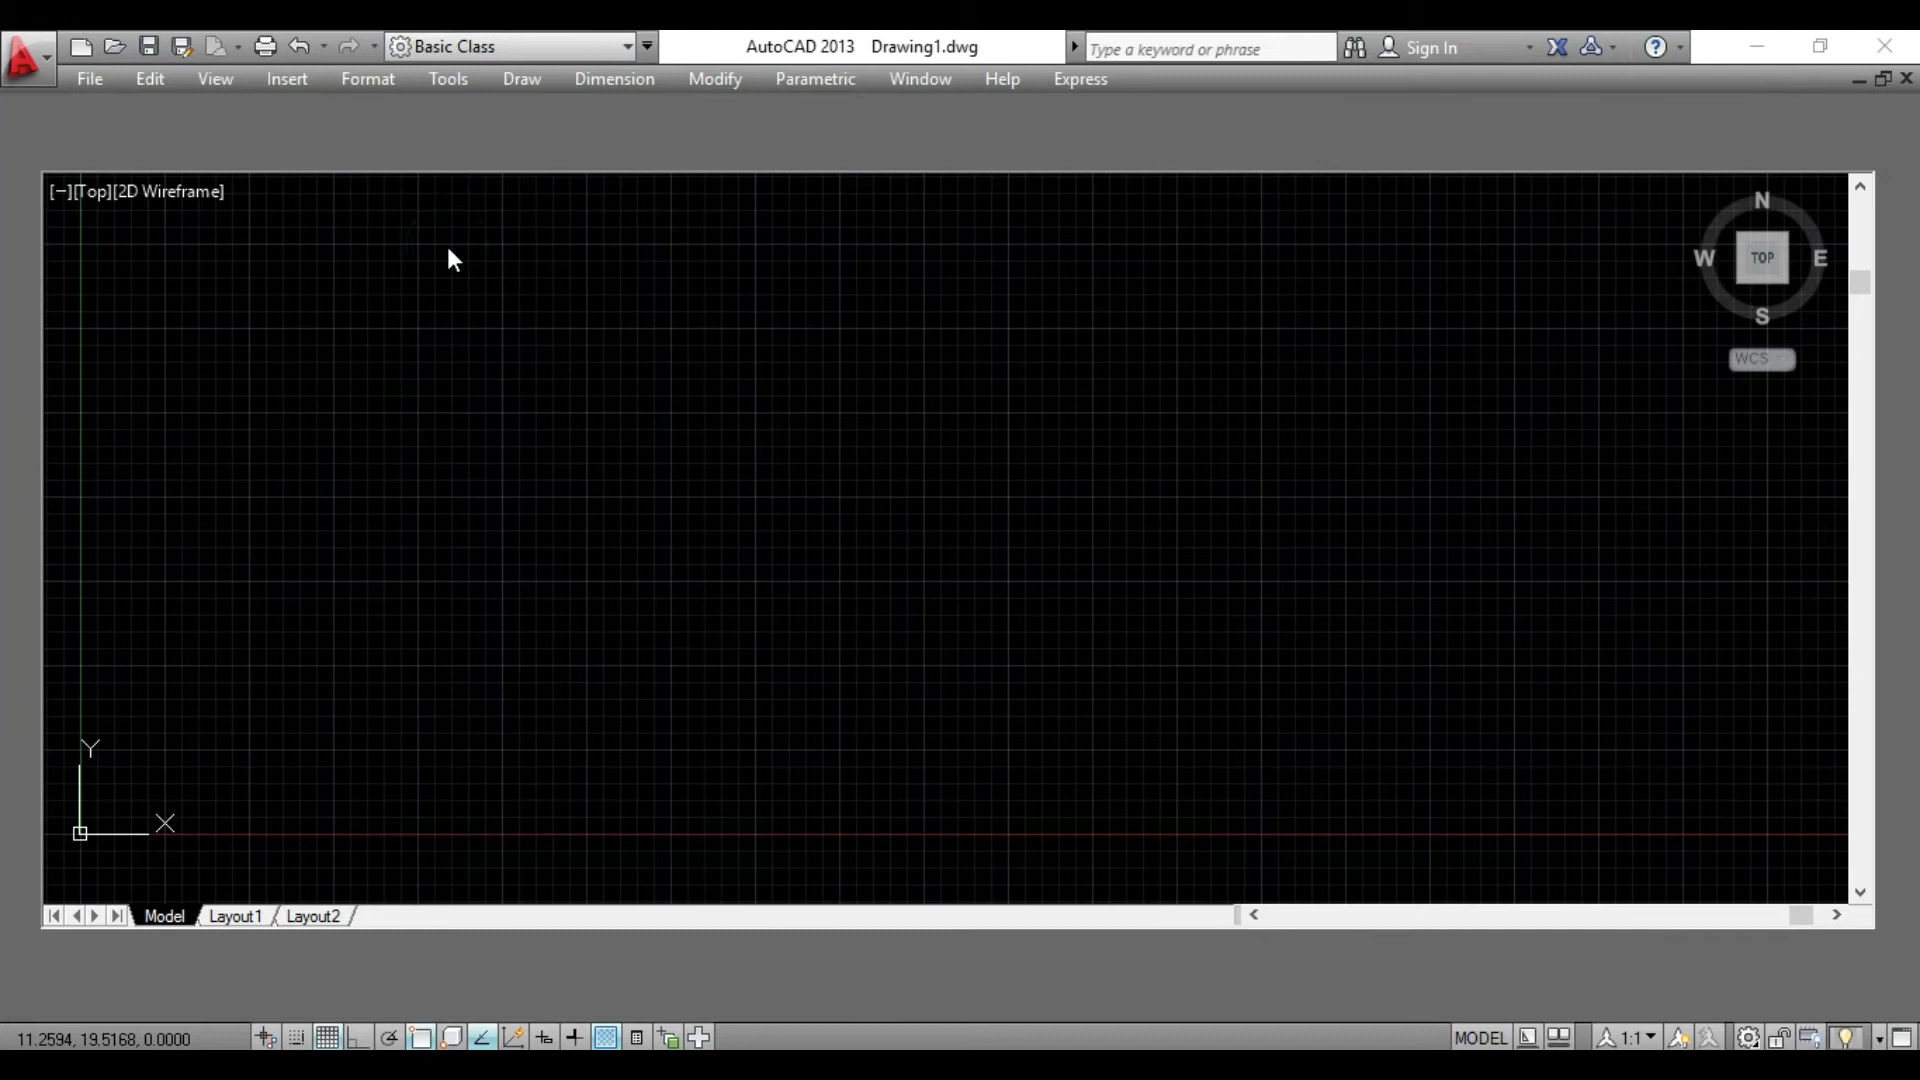 Basic Class
AutoCAD 2013 Drawing1.dwg
Type a keyword or phrase
Sign In
File Edit View Insert Format Tools Draw Dimension Modify Parametric Window Help Express
[−][Top][2D Wireframe]
N
W TOP E
S
WCS
Y
X
Model Layout1 Layout2
11.2594, 19.5168, 0.0000
MODEL
1:1